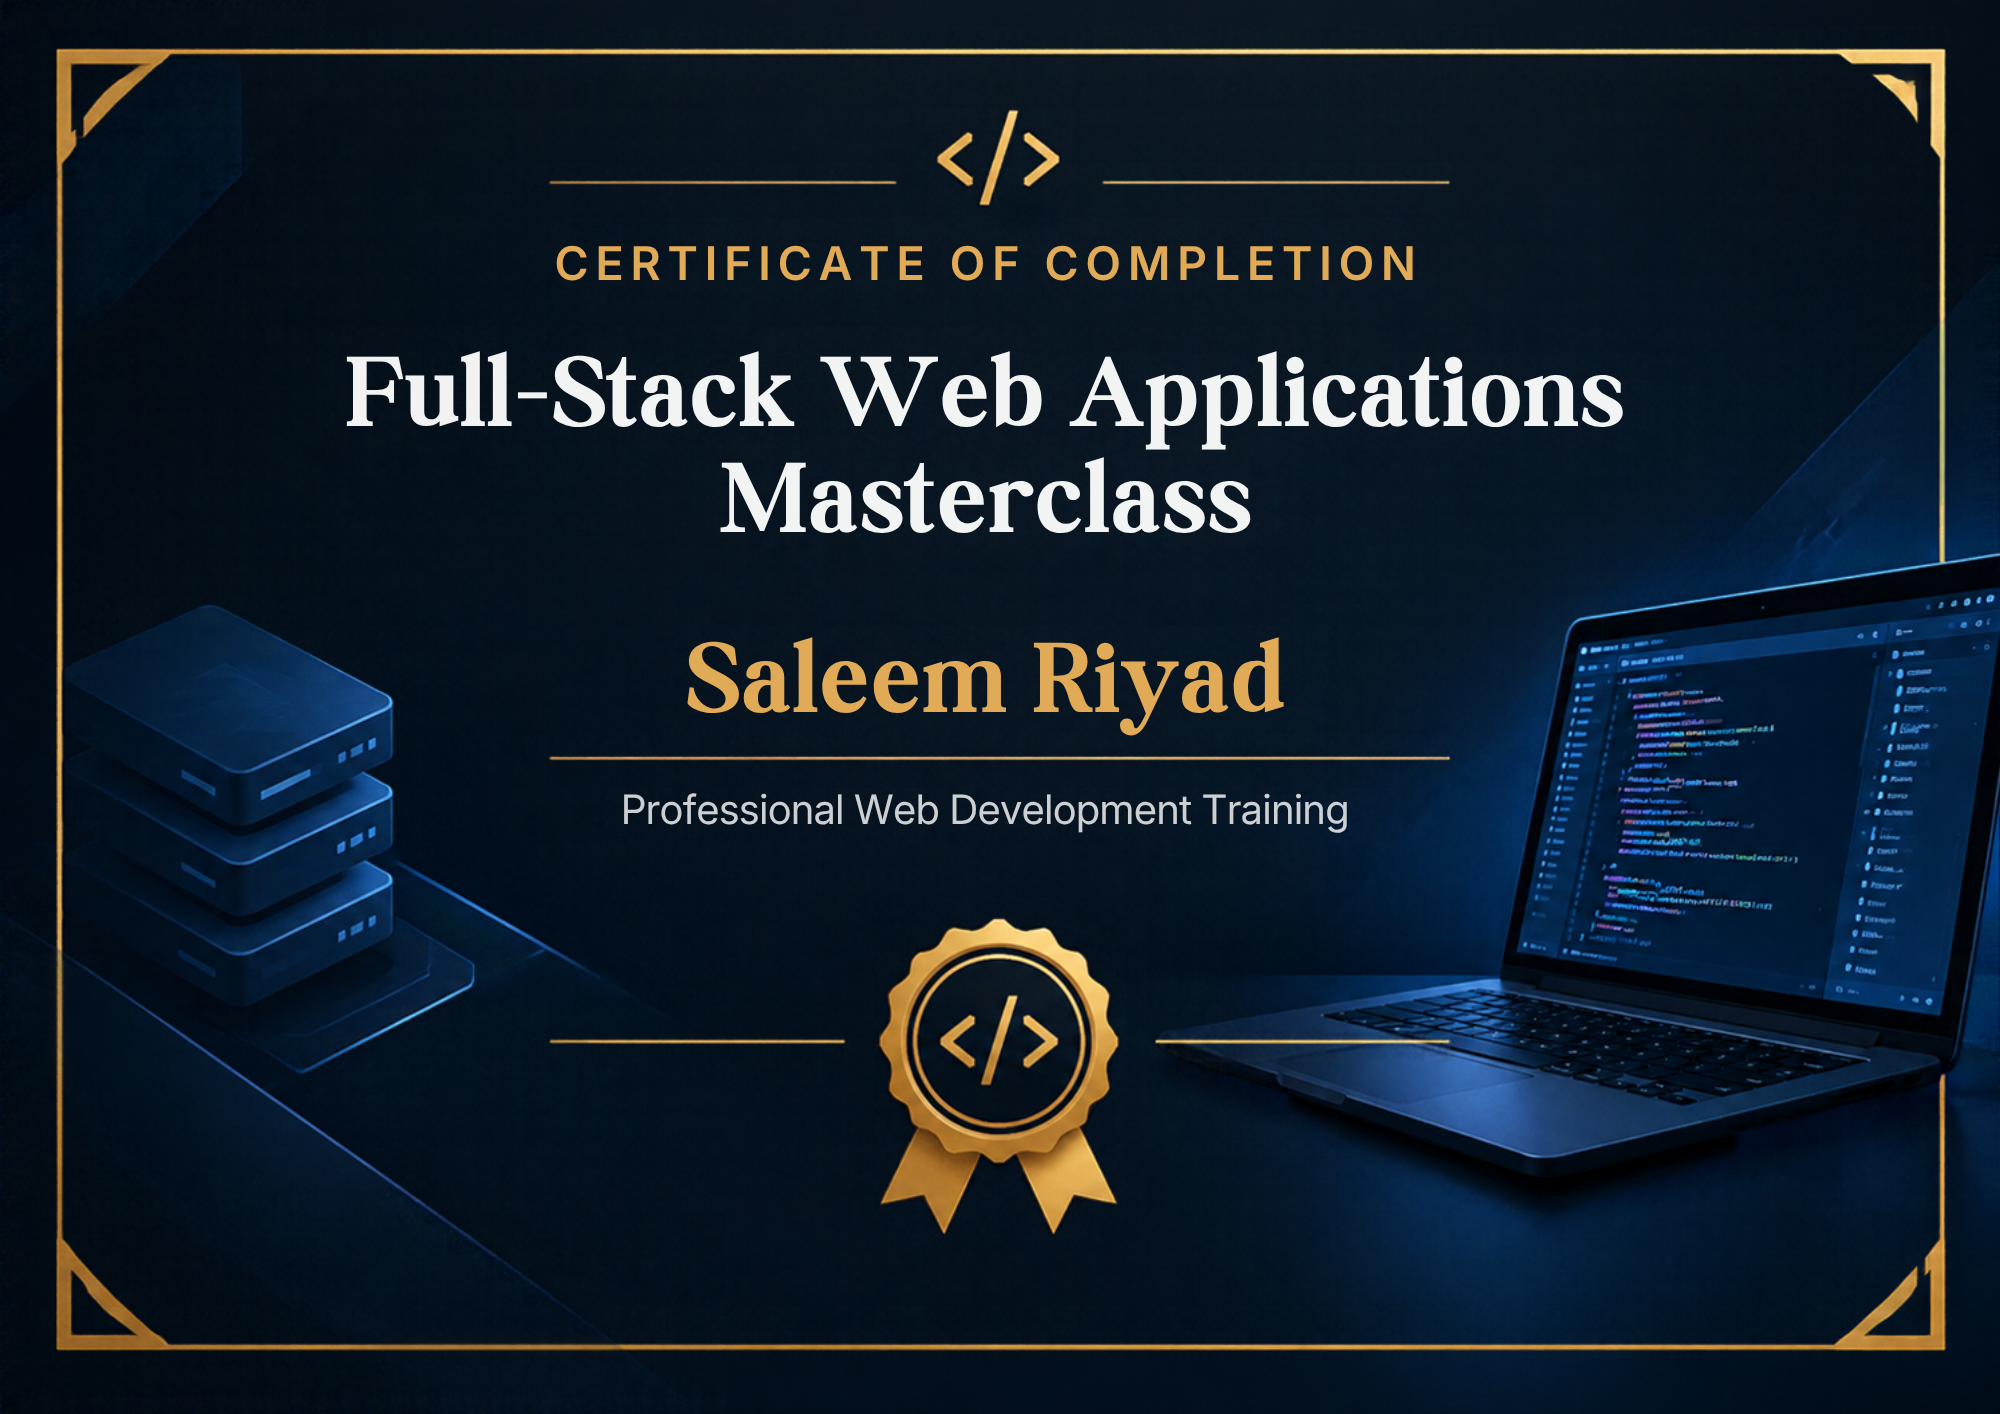 </>
CERTIFICATE OF COMPLETION
Full-Stack Web Applications
Masterclass
Saleem Riyad
Professional Web Development Training
</>